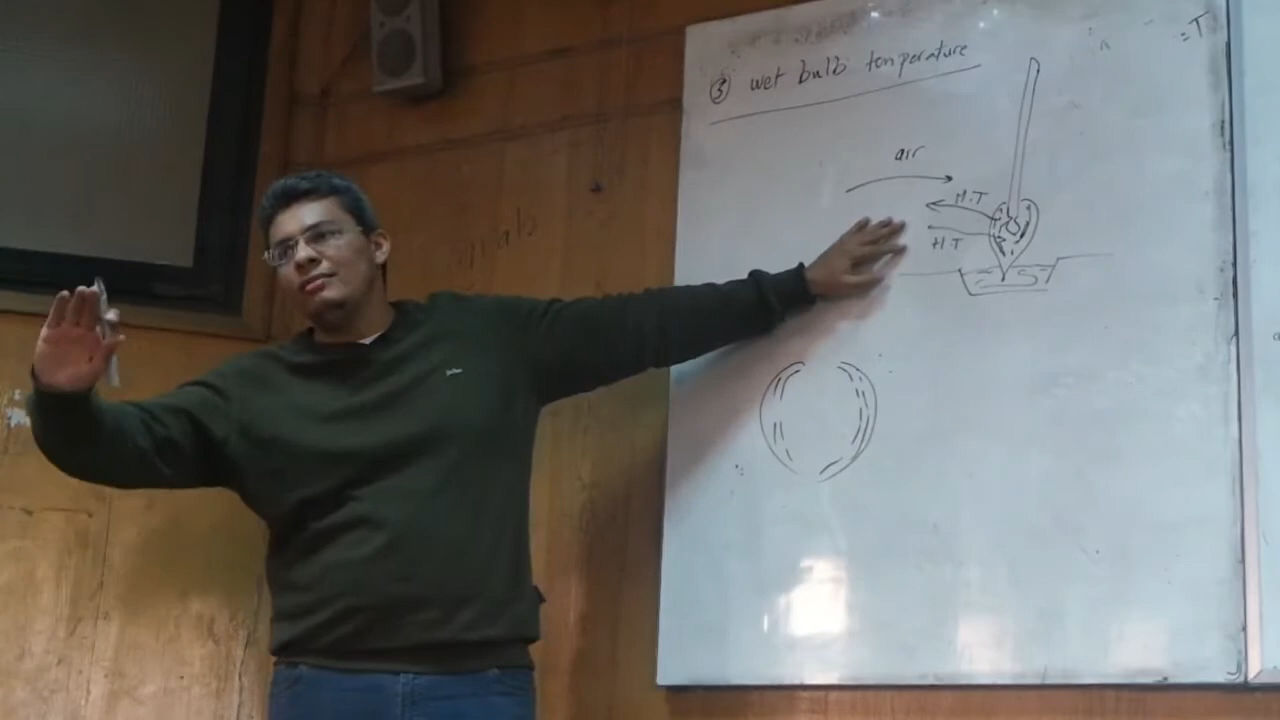 ③ wet bulb temperature
=T
air
H.T
H.T